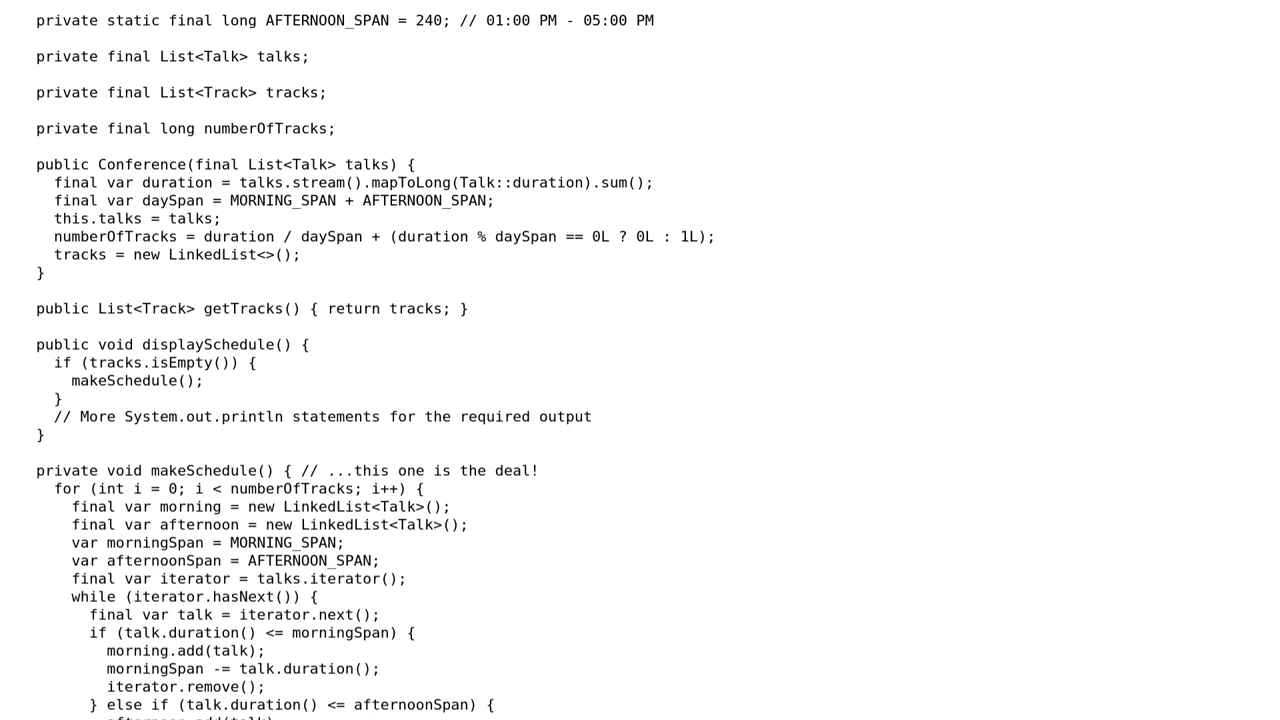 private static final long AFTERNOON_SPAN = 240; // 01:00 PM - 05:00 PM
private final List<Talk> talks;
private final List<Track> tracks;
private final long numberOfTracks;
public Conference(final List<Talk> talks) {
final var duration = talks.stream().mapToLong(Talk::duration).sum();
final var daySpan = MORNING_SPAN + AFTERNOON_SPAN;
this.talks = talks;
numberOfTracks = duration / daySpan + (duration % daySpan == 0L ? 0L : 1L);
tracks = new LinkedList<>();
}
public List<Track> getTracks() { return tracks; }
public void displaySchedule() {
if (tracks.isEmpty()) {
makeSchedule();
}
// More System.out.println statements for the required output
}
private void makeSchedule() { // ...this one is the deal!
for (int i = 0; i < numberOfTracks; i++) {
final var morning = new LinkedList<Talk>();
final var afternoon = new LinkedList<Talk>();
var morningSpan = MORNING_SPAN;
var afternoonSpan = AFTERNOON_SPAN;
final var iterator = talks.iterator();
while (iterator.hasNext()) {
final var talk = iterator.next();
if (talk.duration() <= morningSpan) {
morning.add(talk);
morningSpan -= talk.duration();
iterator.remove();
} else if (talk.duration() <= afternoonSpan) {